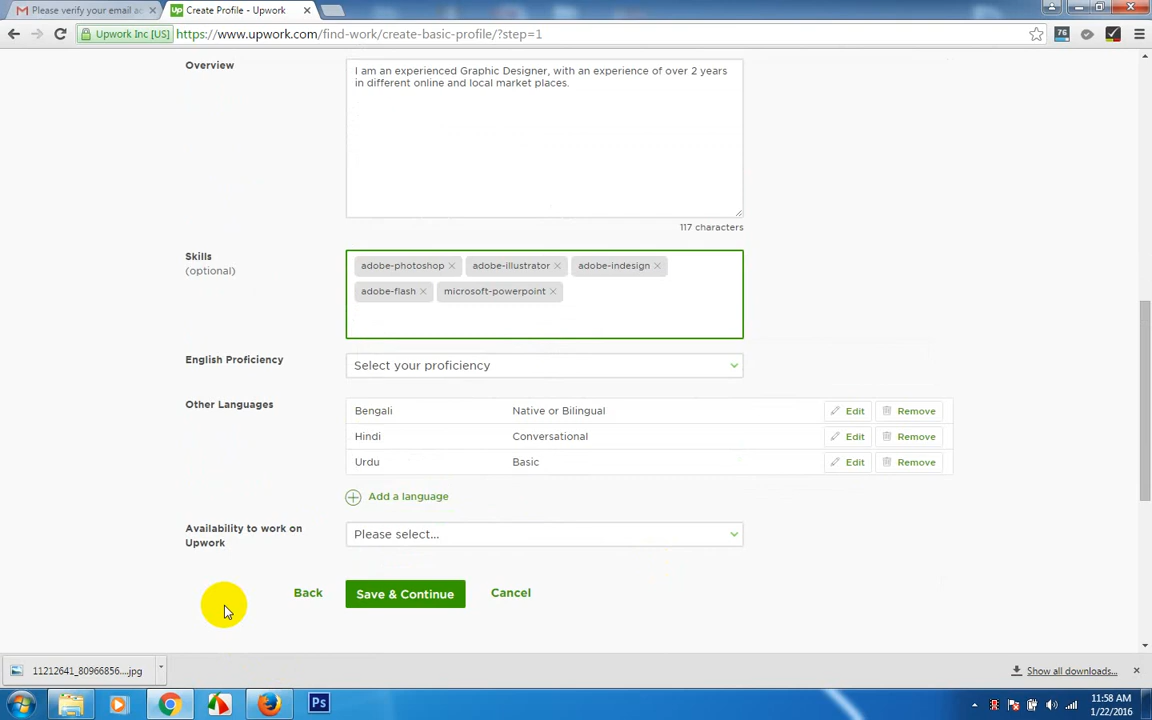 Please verify your email a
Create Profile - Upwork
Upwork Inc [US]
https://www.upwork.com/find-work/create-basic-profile/?step=1
76
Overview
I am an experienced Graphic Designer, with an experience of over 2 years
in different online and local market places.
117 characters
Skills
(optional)
adobe-photoshop
adobe-illustrator
adobe-indesign
adobe-flash
microsoft-powerpoint
English Proficiency
Select your proficiency
Other Languages
Bengali Native or Bilingual Edit Remove
Hindi Conversational Edit Remove
Urdu Basic Edit Remove
Add a language
Availability to work on
Upwork
Please select...
Back
Save & Continue
Cancel
11212641_80966856....jpg
Show all downloads...
Ps
11:58 AM
1/22/2016